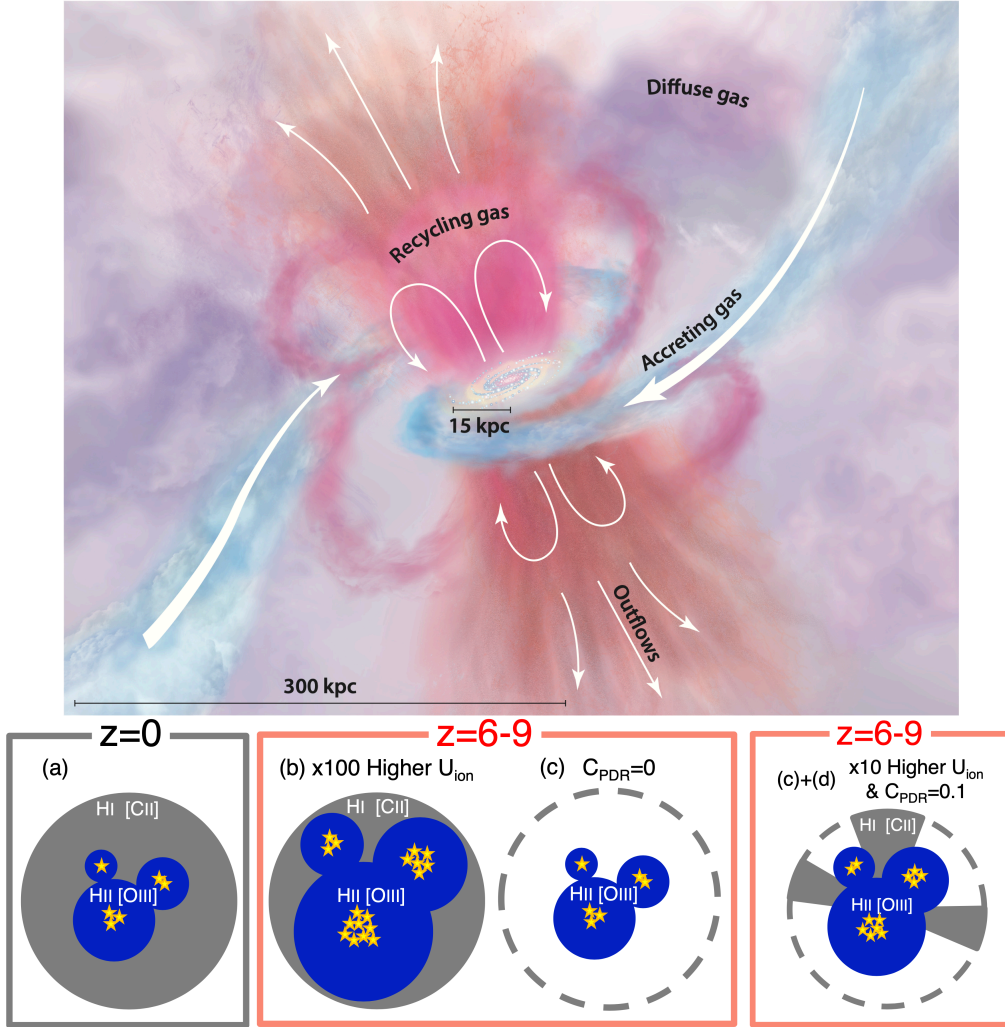 Diffuse gas
Recycling gas
Accreting gas
15 kpc
Outflows
300 kpc
z=0
(a)
HI [CII]
HII [OIII]
z=6-9
(b) x100 Higher Uion
HI [CII]
HII [OIII]
(c) CPDR=0
HII [OIII]
z=6-9
(c)+(d) x10 Higher Uion
& CPDR=0.1
HI [CII]
HII [OIII]